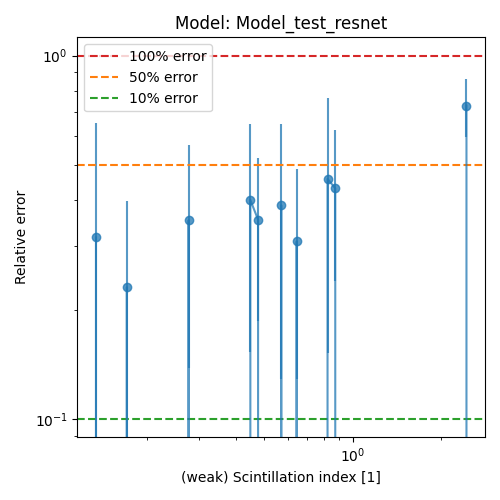 Model: Model_test_resnet
10⁰
100% error
50% error
10% error
Relative error
10⁻¹
10⁰
(weak) Scintillation index [1]